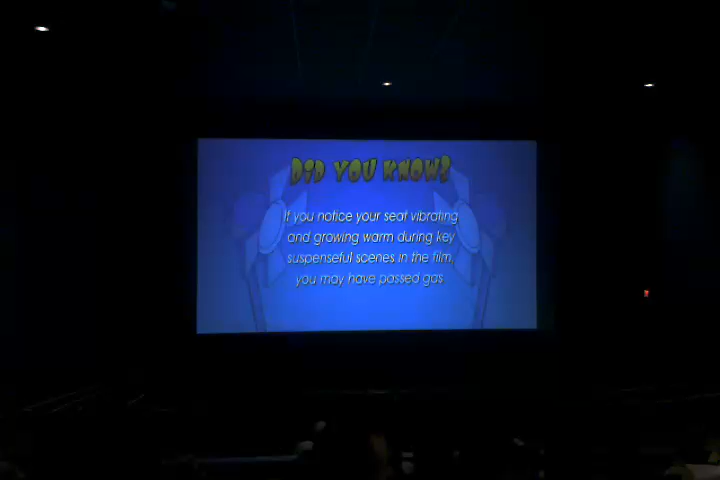 DID YOU KNOW?
If you notice your seat vibrating
and growing warm during key
suspenseful scenes in the film,
you may have passed gas.